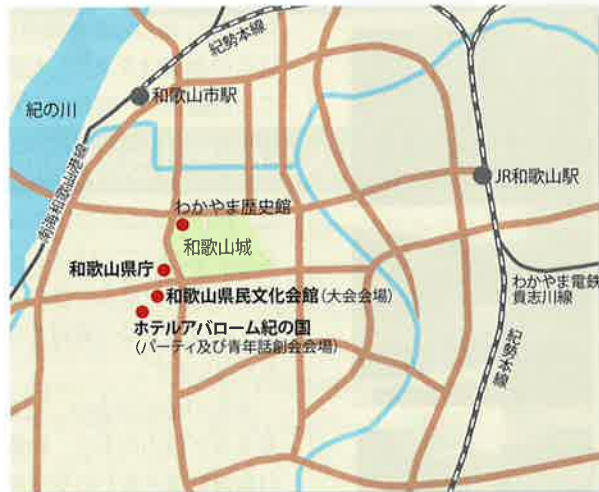 紀勢本線
和歌山市駅
紀の川
南海和歌山港線
JR和歌山駅
わかやま歴史館
和歌山城
和歌山県庁
わかやま電鉄
貴志川線
和歌山県民文化会館(大会会場)
ホテルアバローム紀の国
(パーティ及び青年話創会会場)
紀勢本線